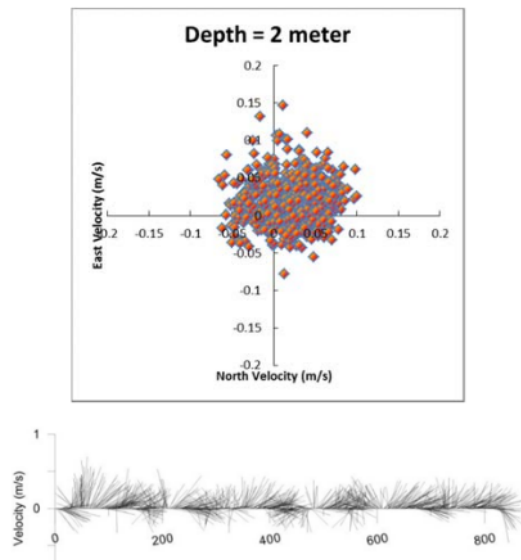 Depth = 2 meter
0.2
0.15
0.1
0.05
0
0.2 -0.15 -0.1 -0.05 0 0.05 0.1 0.15 0.2
-0.05
-0.1
-0.15
-0.2
East Velocity (m/s)
North Velocity (m/s)
1
0
Velocity (m/s)
0 200 400 600 800